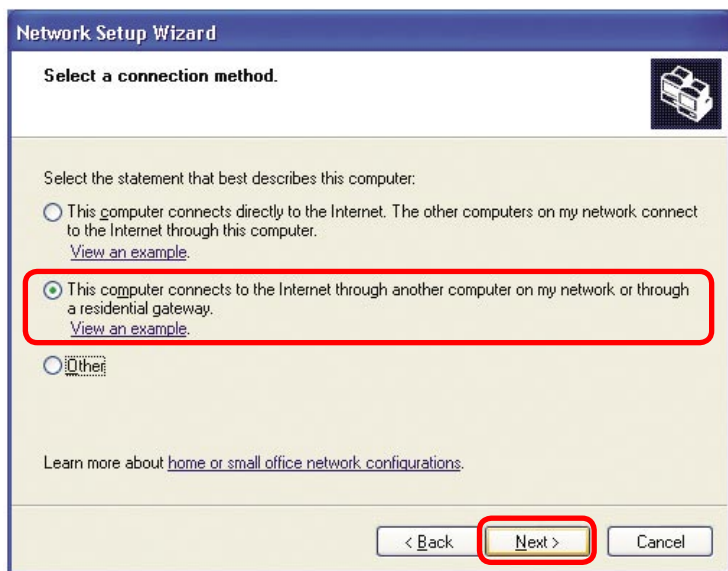 Network Setup Wizard
Select a connection method.
Select the statement that best describes this computer:
This computer connects directly to the Internet. The other computers on my network connect
to the Internet through this computer.
View an example.
This computer connects to the Internet through another computer on my network or through
a residential gateway.
View an example.
Other
Learn more about home or small office network configurations.
< Back Next > Cancel